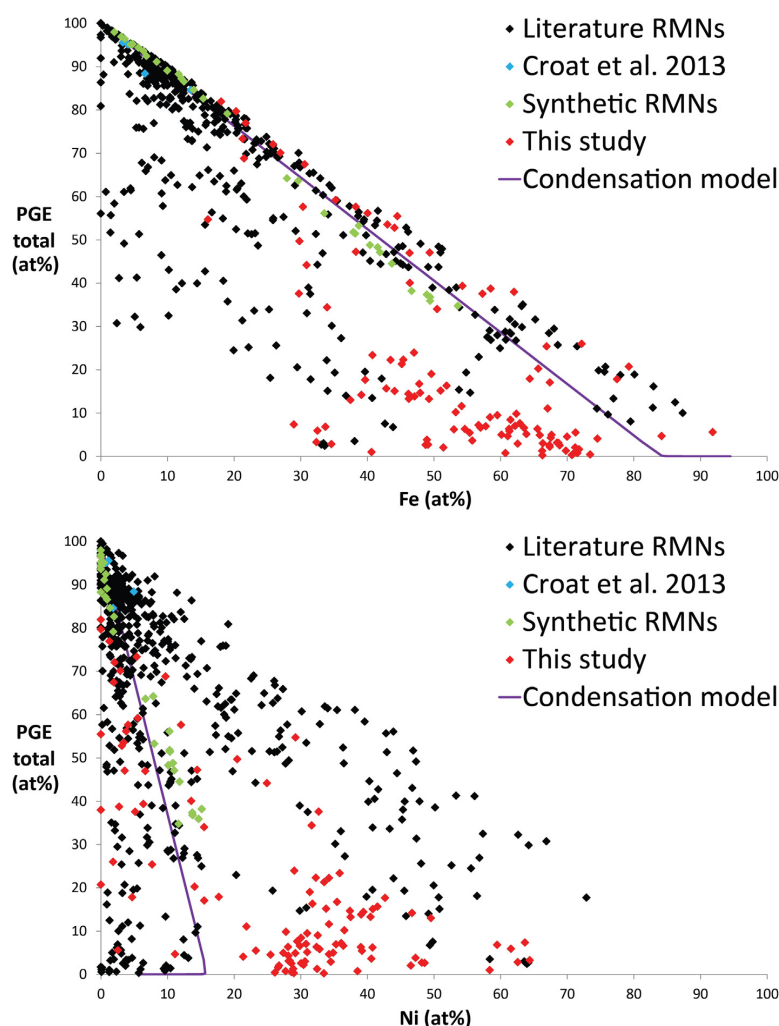 100
90
80
70
60
50
40
30
20
10
0
PGE
total
(at%)
Literature RMNs
Croat et al. 2013
Synthetic RMNs
This study
Condensation model
0 10 20 30 40 50 60 70 80 90 100
Fe (at%)
100
90
80
70
60
50
40
30
20
10
0
PGE
total
(at%)
Literature RMNs
Croat et al. 2013
Synthetic RMNs
This study
Condensation model
0 10 20 30 40 50 60 70 80 90 100
Ni (at%)